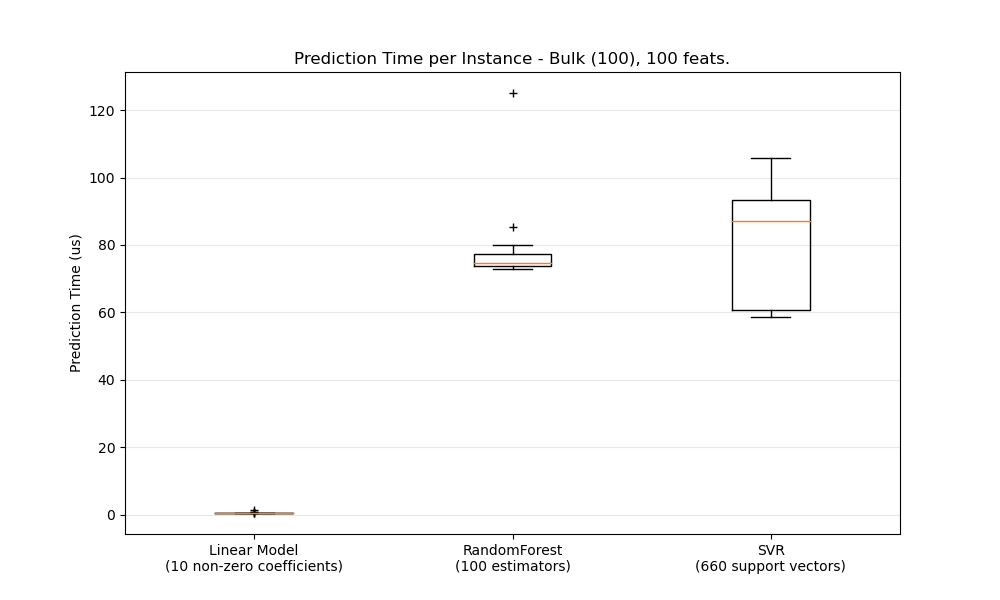 Prediction Time per Instance - Bulk (100), 100 feats.
Prediction Time (us)
120
100
80
60
40
20
0
Linear Model
(10 non-zero coefficients)
RandomForest
(100 estimators)
SVR
(660 support vectors)